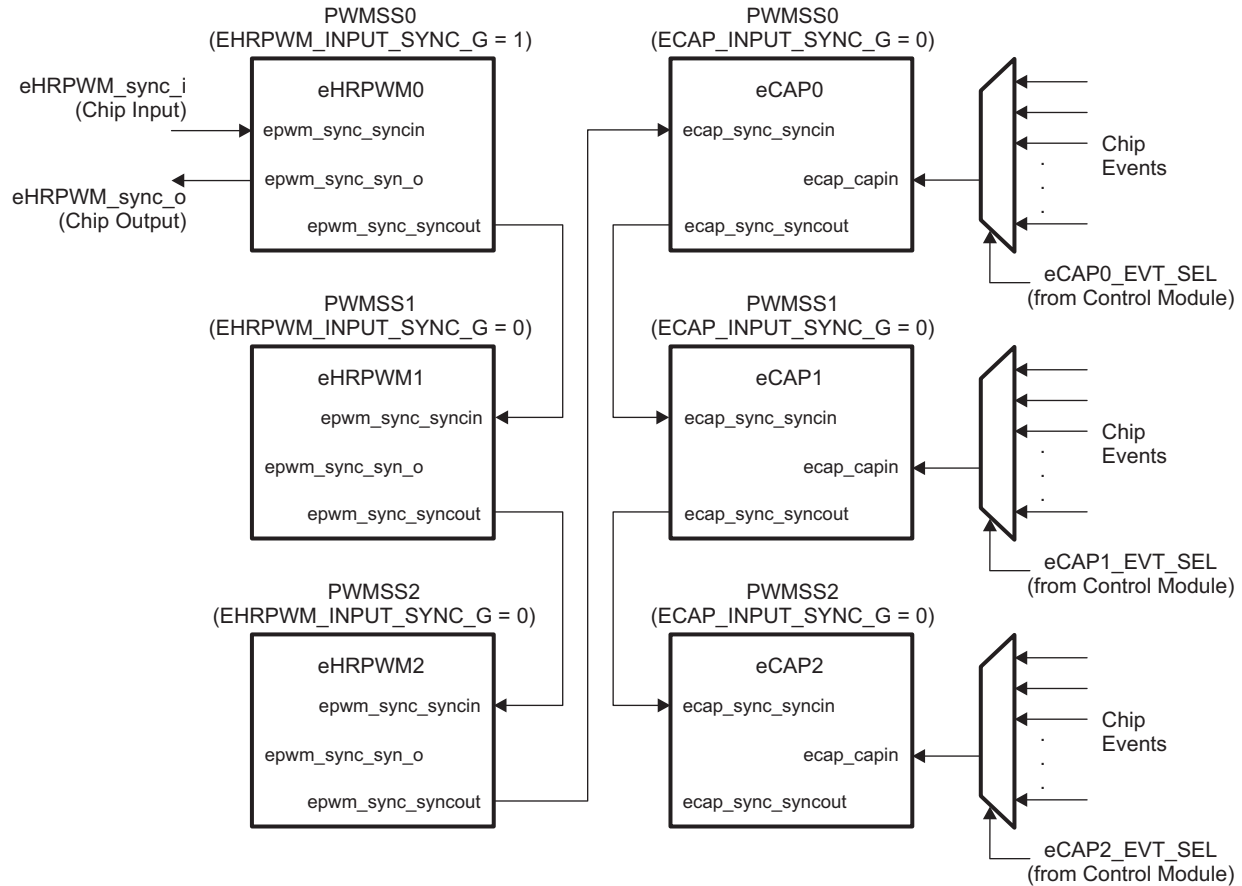 PWMSS0
(EHRPWM_INPUT_SYNC_G = 1)
eHRPWM_sync_i
(Chip Input)
eHRPWM_sync_o
(Chip Output)
eHRPWM0
epwm_sync_syncin
epwm_sync_syn_o
epwm_sync_syncout
PWMSS0
(ECAP_INPUT_SYNC_G = 0)
eCAP0
ecap_sync_syncin
ecap_capin
ecap_sync_syncout
Chip
Events
eCAP0_EVT_SEL
(from Control Module)
PWMSS1
(EHRPWM_INPUT_SYNC_G = 0)
eHRPWM1
epwm_sync_syncin
epwm_sync_syn_o
epwm_sync_syncout
PWMSS1
(ECAP_INPUT_SYNC_G = 0)
eCAP1
ecap_sync_syncin
ecap_capin
ecap_sync_syncout
Chip
Events
eCAP1_EVT_SEL
(from Control Module)
PWMSS2
(EHRPWM_INPUT_SYNC_G = 0)
eHRPWM2
epwm_sync_syncin
epwm_sync_syn_o
epwm_sync_syncout
PWMSS2
(ECAP_INPUT_SYNC_G = 0)
eCAP2
ecap_sync_syncin
ecap_capin
ecap_sync_syncout
Chip
Events
eCAP2_EVT_SEL
(from Control Module)